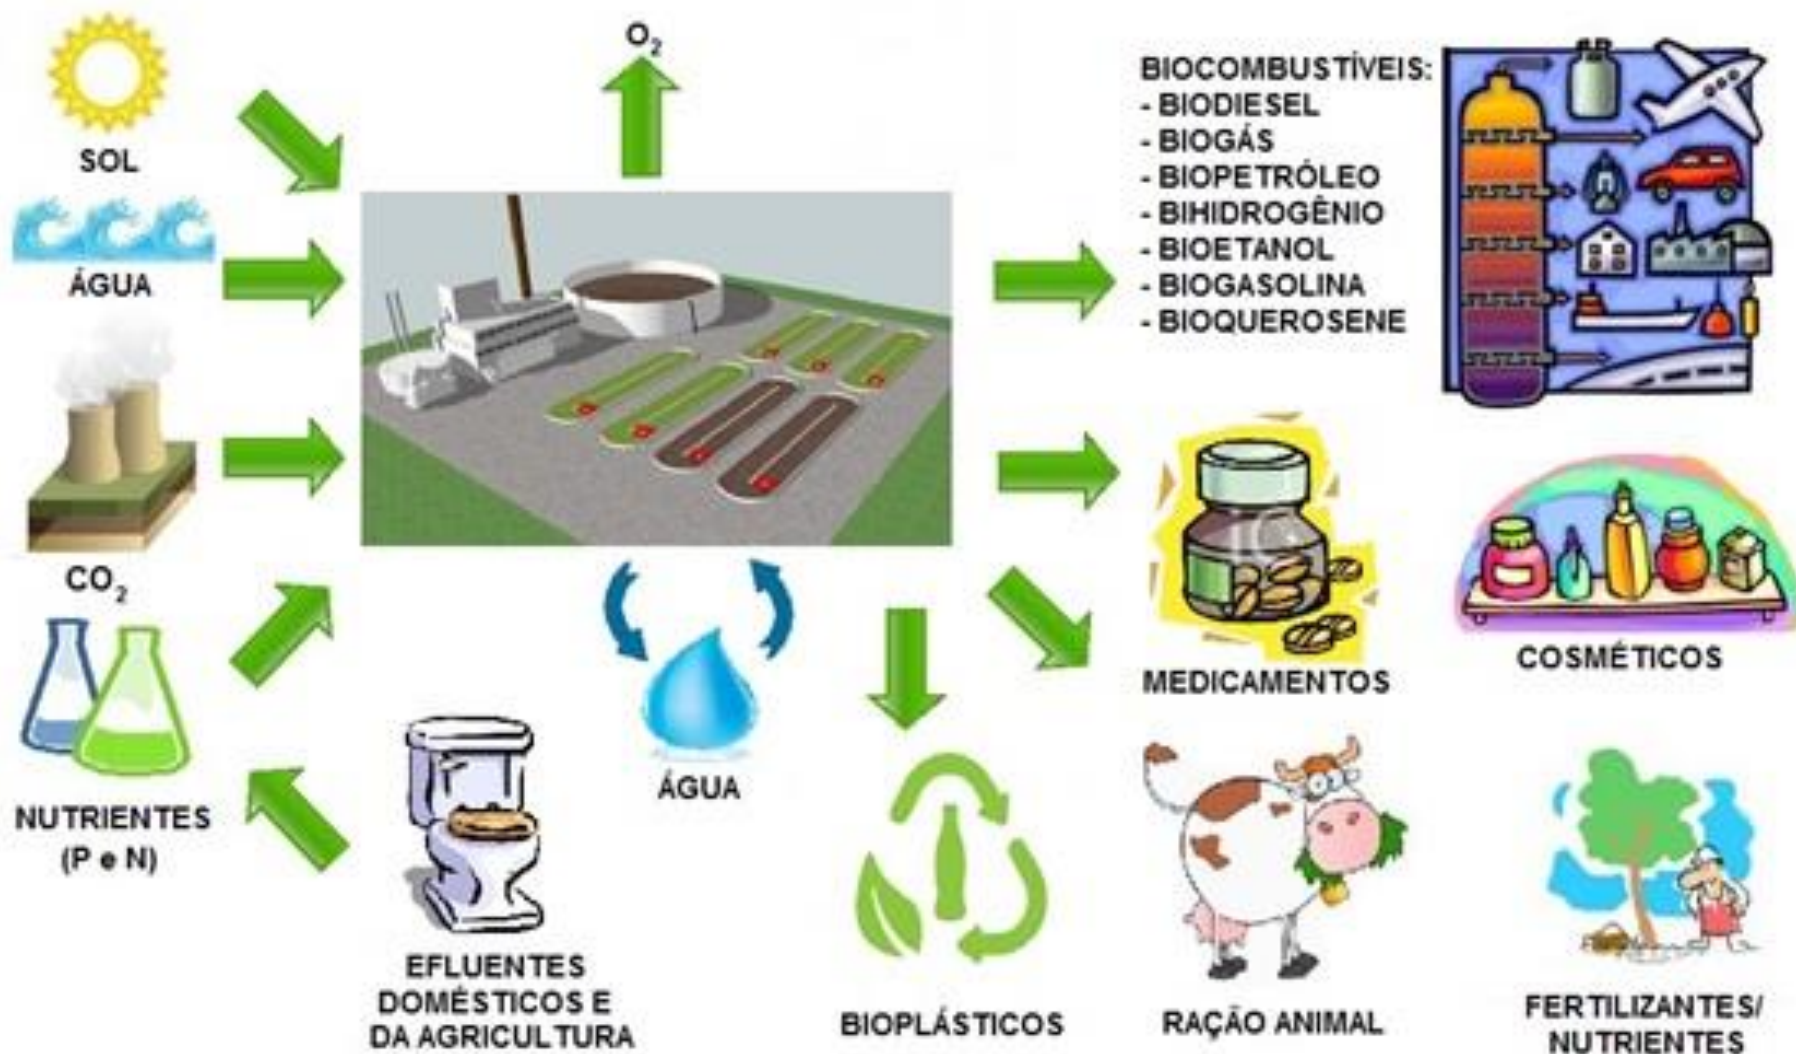 SOL
ÁGUA
CO₂
NUTRIENTES
(P e N)
O₂
ÁGUA
EFLUENTES
DOMÉSTICOS E
DA AGRICULTURA
BIOCOMBUSTÍVEIS:
- BIODIESEL
- BIOGÁS
- BIOPETRÓLEO
- BIHIDROGÊNIO
- BIOETANOL
- BIOGASOLINA
- BIOQUEROSENE
MEDICAMENTOS
COSMÉTICOS
BIOPLÁSTICOS
RAÇÃO ANIMAL
FERTILIZANTES/
NUTRIENTES